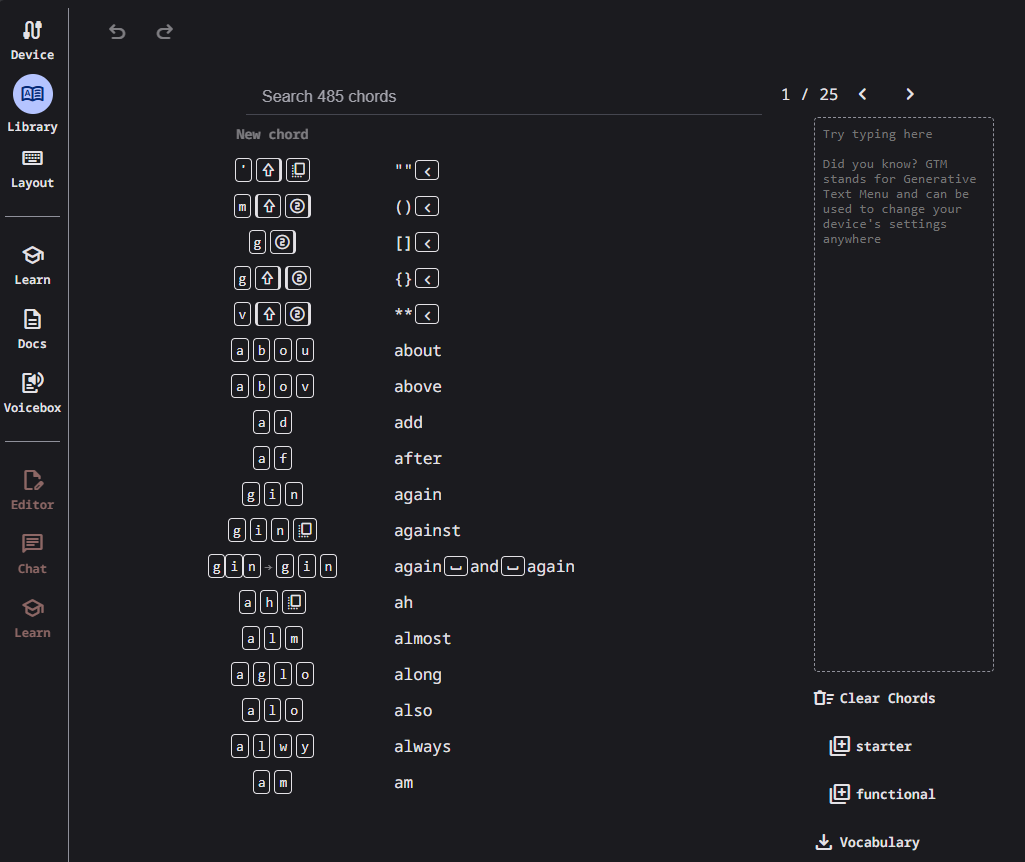 Device
Library
Layout
Learn
Docs
Voicebox
Editor
Chat
Learn
Search 485 chords
1 / 25
New chord
' ""
m ()
g []
g {}
v **
a b o u about
a b o v above
a d add
a f after
g i n again
g i n against
g i n → g i n again␣and␣again
a h ah
a l m almost
a g l o along
a l o also
a l w y always
a m am
Try typing here
Did you know? GTM
stands for Generative
Text Menu and can be
used to change your
device's settings
anywhere
Clear Chords
starter
functional
Vocabulary